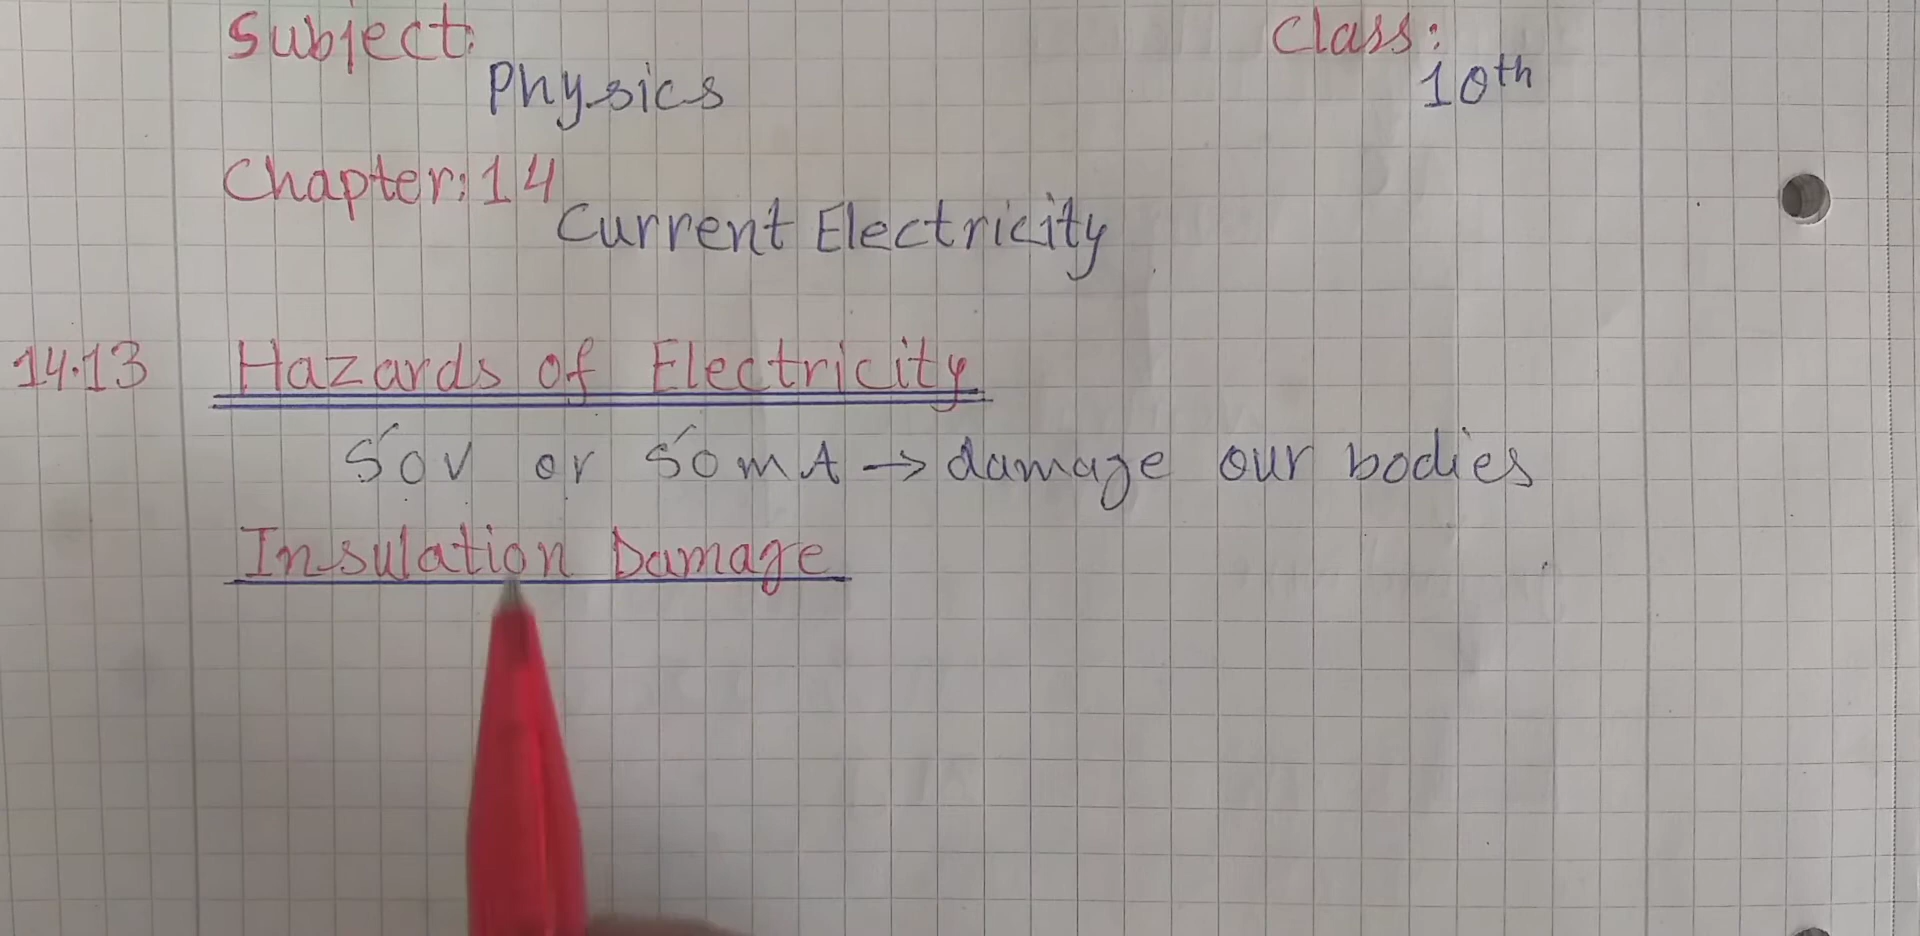 Subject: Class:
Physics 10th
Chapter: 14
Current Electricity
14.13 Hazards of Electricity
50V or 50mA → damage our bodies
Insulation Damage